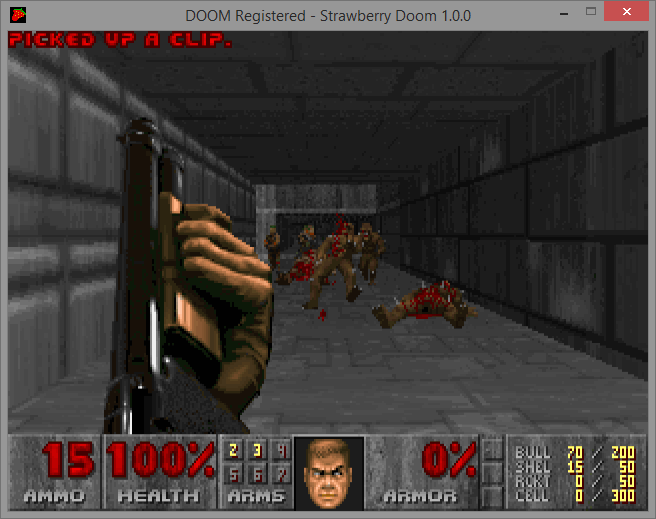 DOOM Registered - Strawberry Doom 1.0.0
PICKED UP A CLIP.
15 100% 2 3 4 0% BULL 70 / 200
5 6 7 SHEL 15 / 50
RCKT 0 / 50
AMMO HEALTH ARMS ARMOR CELL 0 / 300